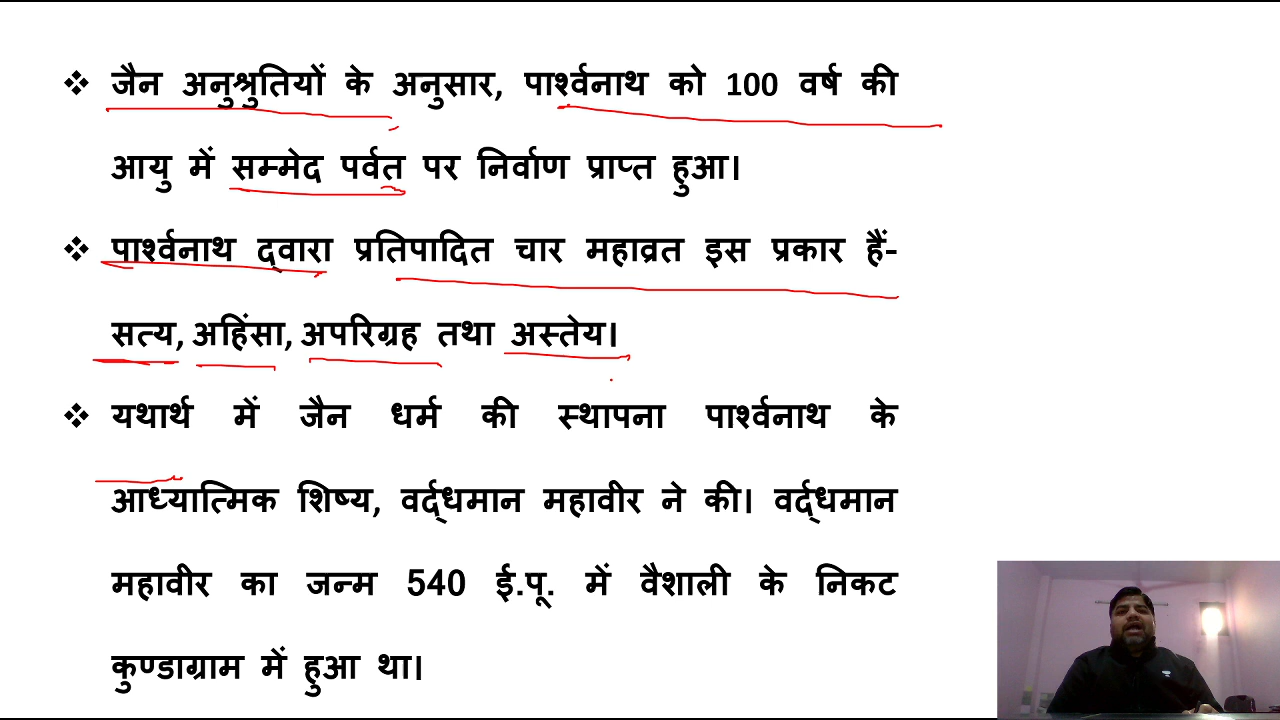 ❖ जैन अनुश्रुतियों के अनुसार, पार्श्वनाथ को 100 वर्ष की
आयु में सम्मेद पर्वत पर निर्वाण प्राप्त हुआ।
❖ पार्श्वनाथ द्वारा प्रतिपादित चार महाव्रत इस प्रकार हैं-
सत्य, अहिंसा, अपरिग्रह तथा अस्तेय।
❖ यथार्थ में जैन धर्म की स्थापना पार्श्वनाथ के
आध्यात्मिक शिष्य, वर्द्धमान महावीर ने की। वर्द्धमान
महावीर का जन्म 540 ई.पू. में वैशाली के निकट
कुण्डाग्राम में हुआ था।